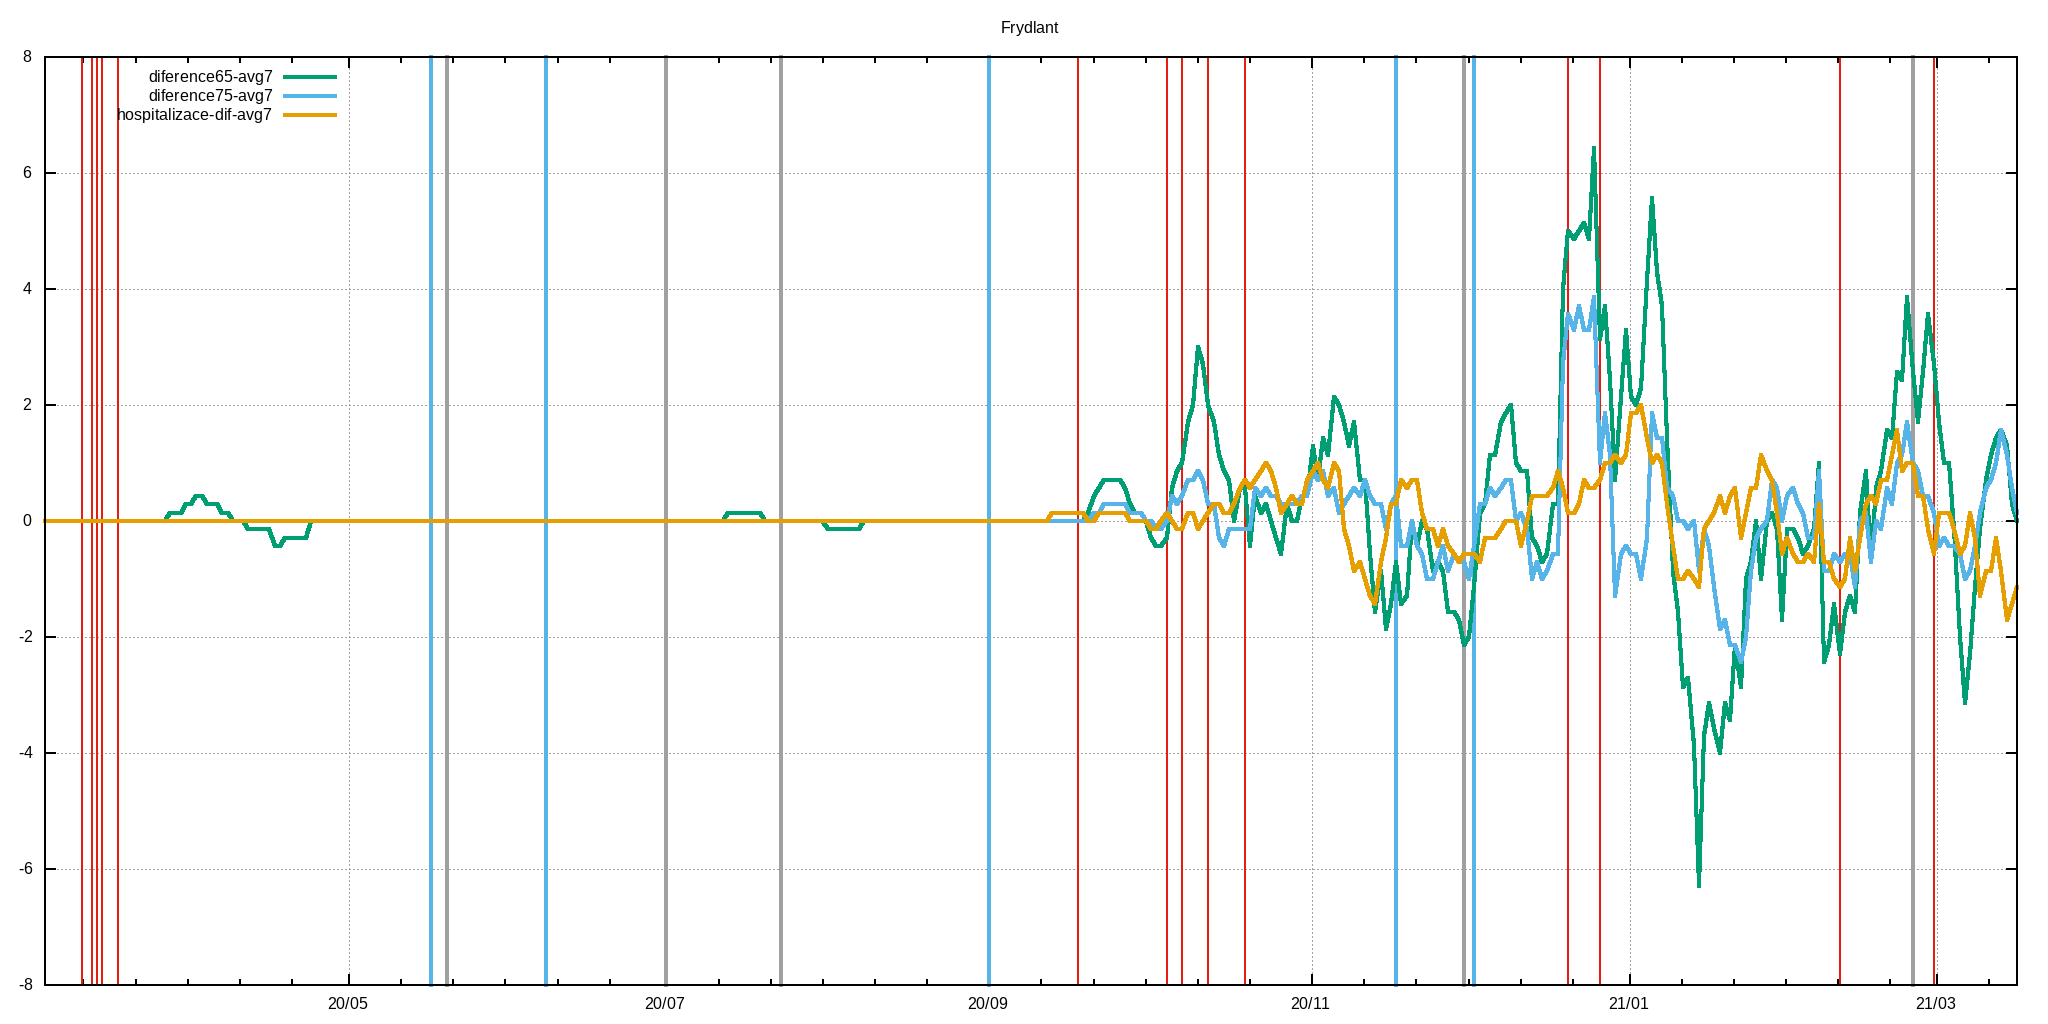 Frydlant
8
diference65-avg7
diference75-avg7
hospitalizace-dif-avg7
6
4
2
0
-2
-4
-6
-8
20/05 20/07 20/09 20/11 21/01 21/03